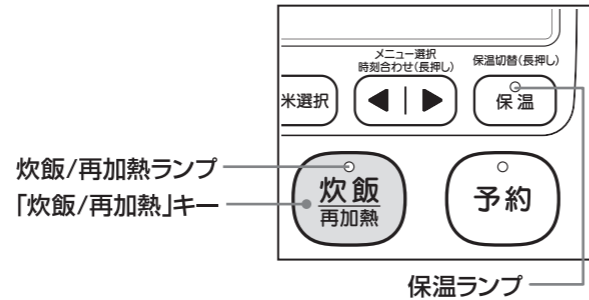 メニュー選択
時刻合わせ(長押し)
保温切替(長押し)
米選択
保温
炊飯/再加熱ランプ
「炊飯/再加熱」キー
炊飯
再加熱
予約
保温ランプ